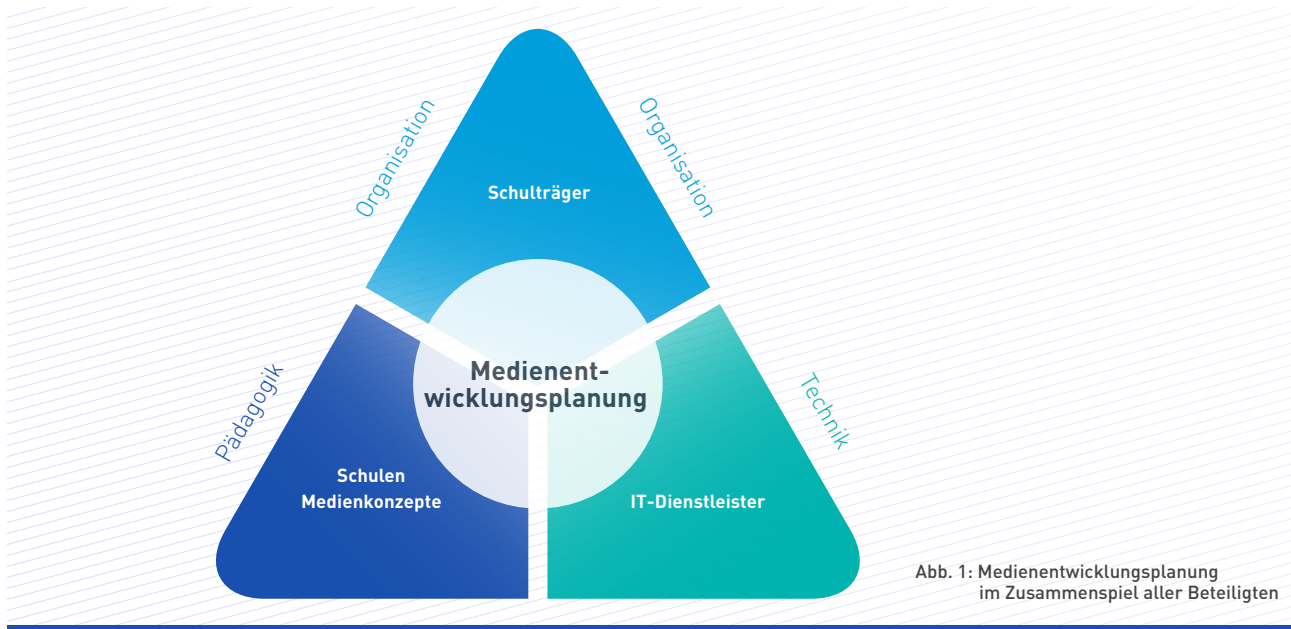 Organisation
Organisation
Schulträger
Medienent-
wicklungsplanung
Pädagogik
Technik
Schulen
Medienkonzepte
IT-Dienstleister
Abb. 1: Medienentwicklungsplanung
im Zusammenspiel aller Beteiligten